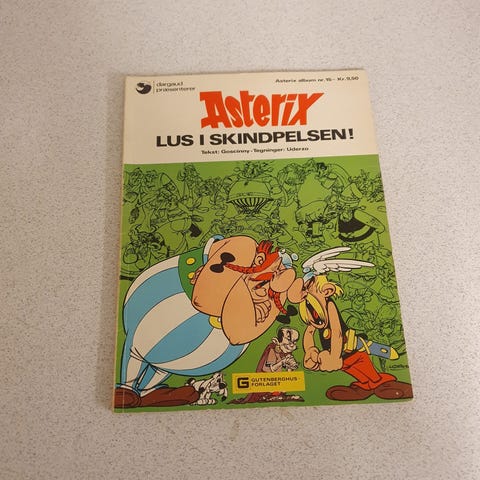 dargaud
præsenterer
Asterix album nr. 15 - Kr. 9,50
Asterix
LUS I SKINDPELSEN!
Tekst: Goscinny - Tegninger: Uderzo
G GUTENBERGHUS-
FORLAGET